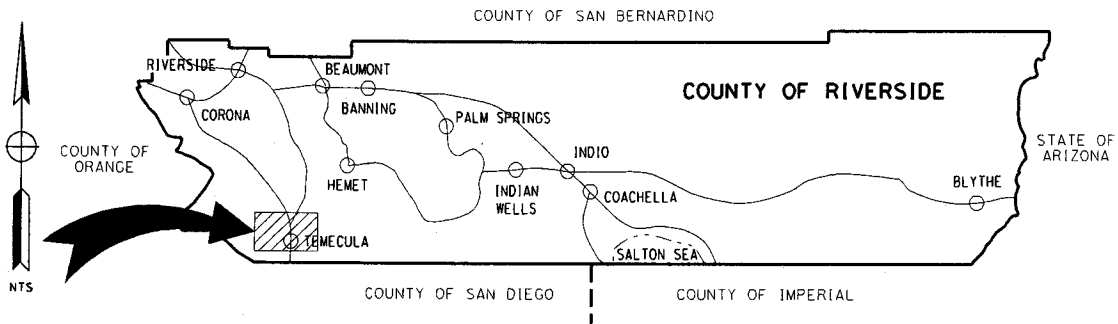 COUNTY OF SAN BERNARDINO
RIVERSIDE
BEAUMONT
CORONA
BANNING
COUNTY OF RIVERSIDE
PALM SPRINGS
COUNTY OF
ORANGE
STATE OF
ARIZONA
HEMET
INDIAN
WELLS
INDIO
COACHELLA
BLYTHE
TEMECULA
SALTON SEA
NTS
COUNTY OF SAN DIEGO
COUNTY OF IMPERIAL